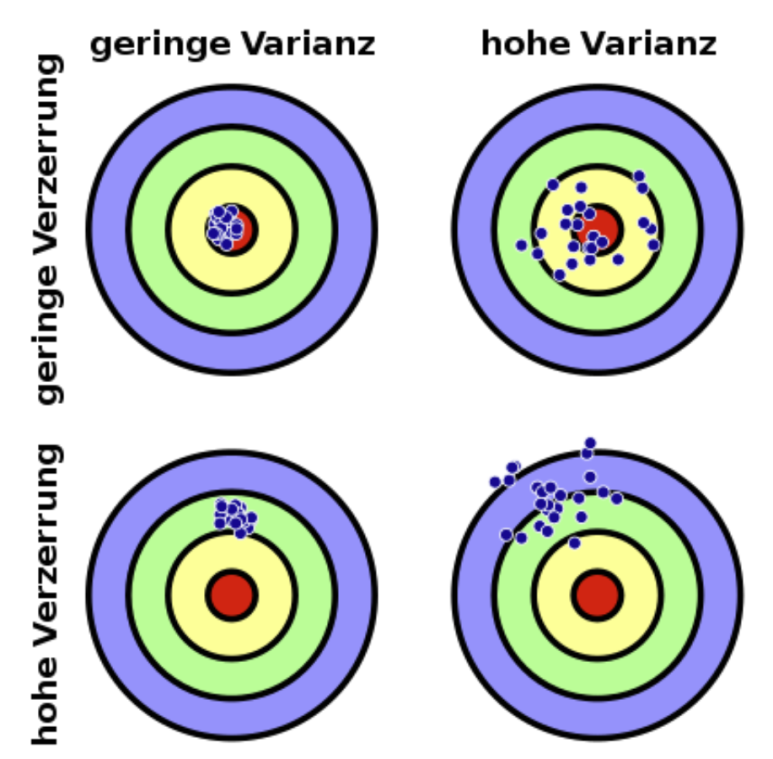 geringe Varianz
hohe Varianz
geringe Verzerrung
hohe Verzerrung